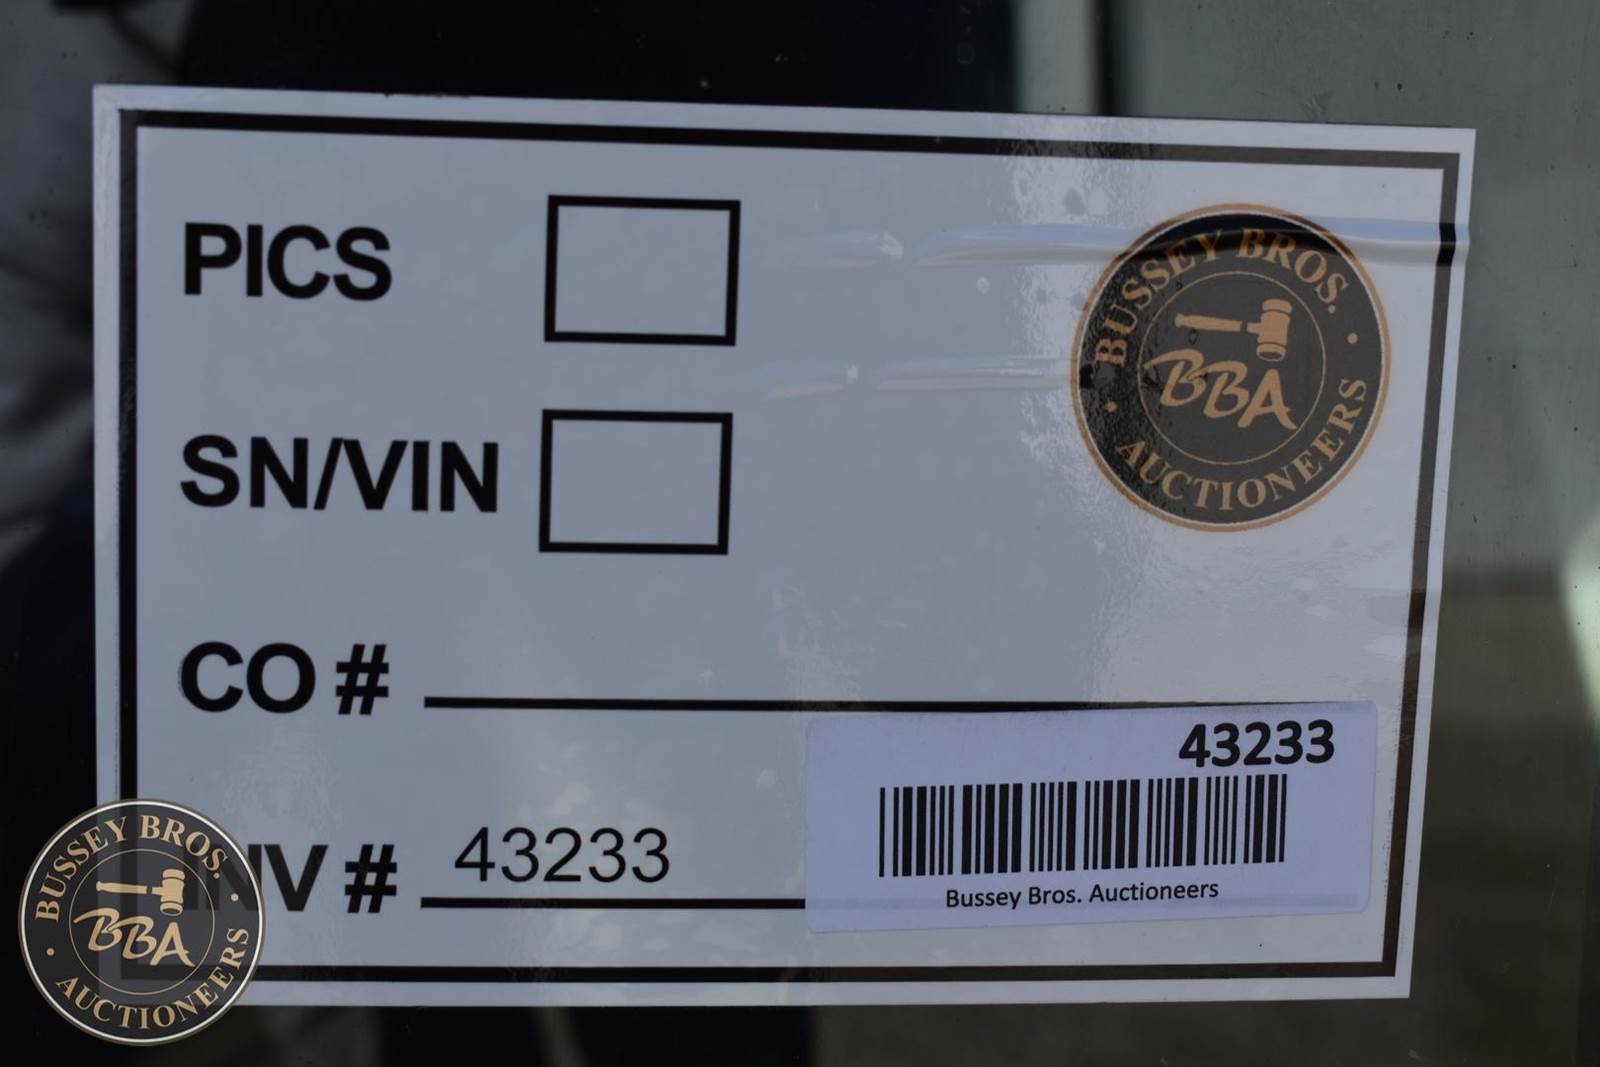 PICS
BUSSEY BROS.
BBA
AUCTIONEERS
SN/VIN
CO #
43233
INV # 43233
Bussey Bros. Auctioneers
BUSSEY BROS.
BBA
AUCTIONEERS